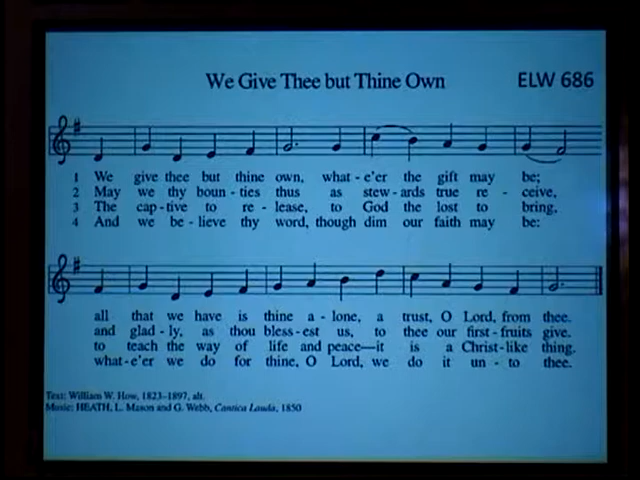 We Give Thee but Thine Own ELW 686
1 We give thee but thine own, what - e'er the gift may be;
2 May we thy boun - ties thus as stew - ards true re - ceive,
3 The cap - tive to re - lease, to God the lost to bring,
4 And we be - lieve thy word, though dim our faith may be:
all that we have is thine a - lone, a trust, O Lord, from thee.
and glad - ly, as thou bless - est us, to thee our first - fruits give.
to teach the way of life and peace—it is a Christ-like thing.
what-e'er we do for thine, O Lord, we do it un - to thee.
Text: William W. How, 1823–1897, alt.
Music: HEATH, L. Mason and G. Webb, Cantica Lauda, 1850